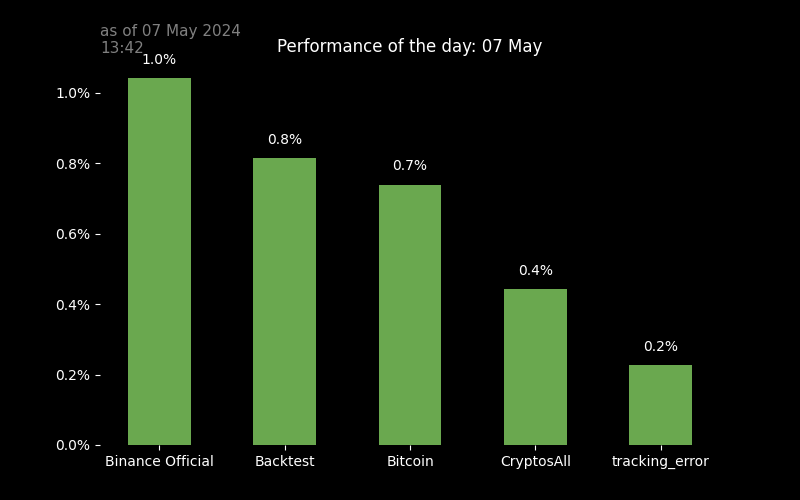 as of 07 May 2024
13:42
Performance of the day: 07 May
1.0%
0.8%
0.7%
0.4%
0.2%
1.0%
0.8%
0.6%
0.4%
0.2%
0.0%
Binance Official
Backtest
Bitcoin
CryptosAll
tracking_error